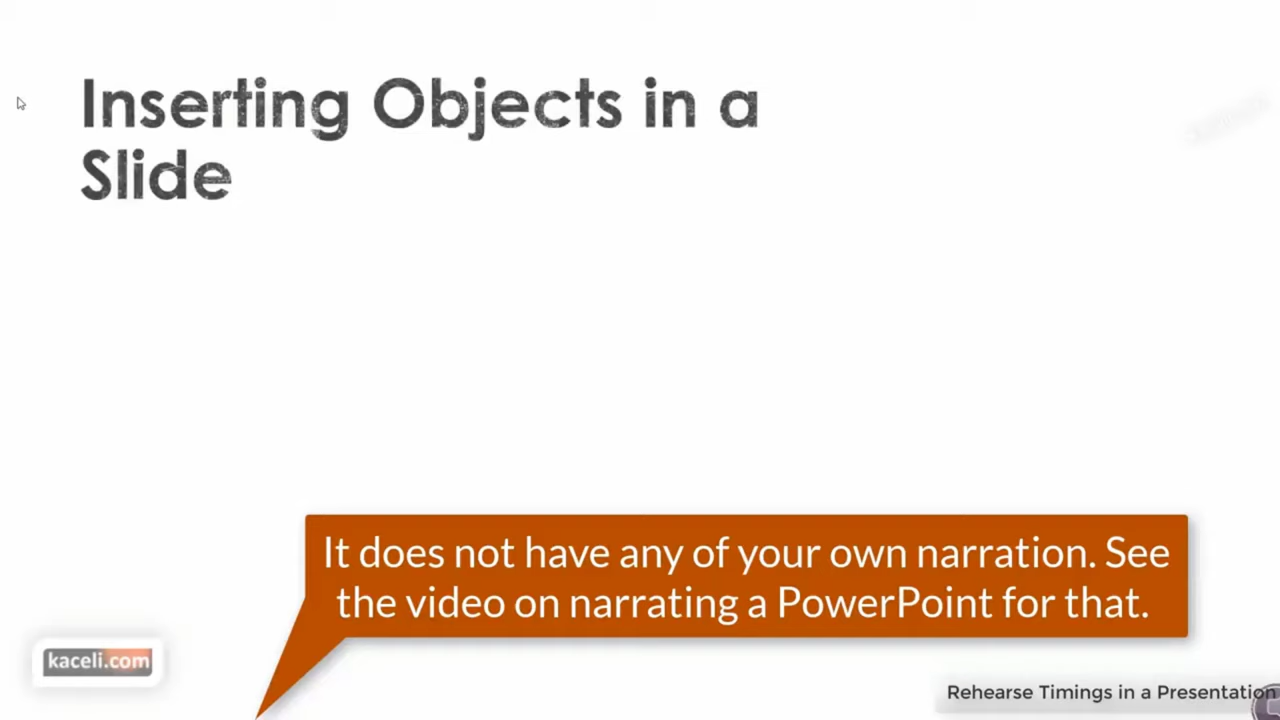 Inserting Objects in a
Slide
It does not have any of your own narration. See
the video on narrating a PowerPoint for that.
kaceli.com
Rehearse Timings in a Presentation